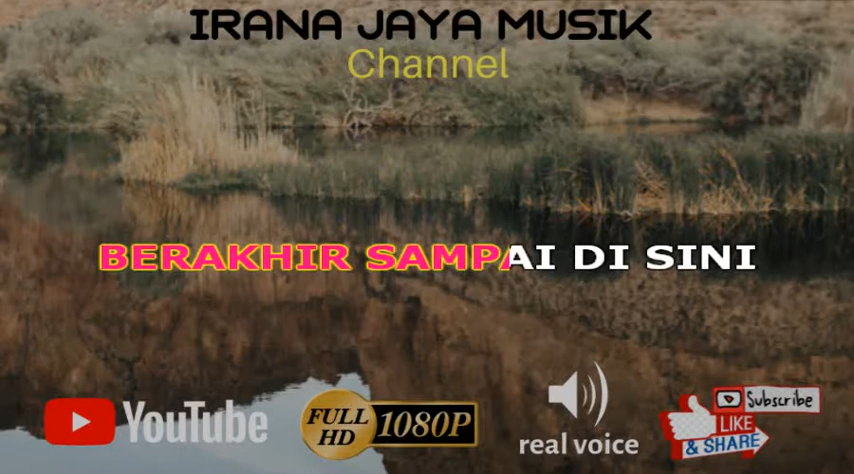 IRANA JAYA MUSIK
Channel
BERAKHIR SAMPAI DI SINI
YouTube
FULL HD 1080P
real voice
Subscribe
LIKE
& SHARE